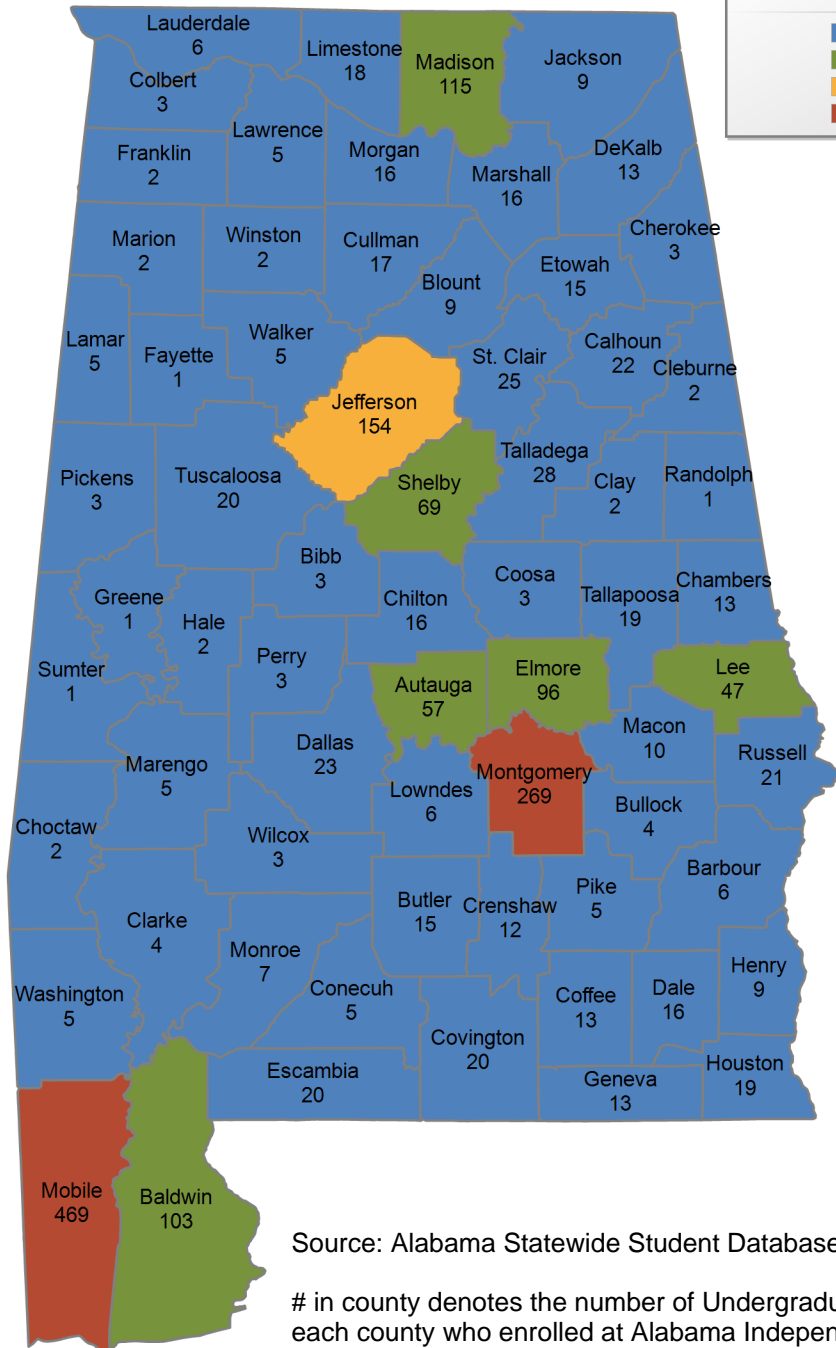 Lauderdale
6
Limestone
18
Madison
115
Jackson
9
Colbert
3
Lawrence
5
Franklin
2
Morgan
16
Marshall
16
DeKalb
13
Marion
2
Winston
2
Cullman
17
Cherokee
3
Etowah
15
Blount
9
Lamar
5
Fayette
1
Walker
5
St. Clair
25
Calhoun
22
Cleburne
2
Jefferson
154
Pickens
3
Tuscaloosa
20
Shelby
69
Talladega
28
Clay
2
Randolph
1
Bibb
3
Greene
1
Hale
2
Chilton
16
Coosa
3
Tallapoosa
19
Chambers
13
Sumter
1
Perry
3
Autauga
57
Elmore
96
Lee
47
Marengo
5
Dallas
23
Macon
10
Russell
21
Lowndes
6
Montgomery
269
Bullock
4
Choctaw
2
Wilcox
3
Barbour
6
Clarke
4
Butler
15
Crenshaw
12
Pike
5
Monroe
7
Henry
9
Washington
5
Conecuh
5
Coffee
13
Dale
16
Covington
20
Escambia
20
Geneva
13
Houston
19
Mobile
469
Baldwin
103
Source: Alabama Statewide Student Database
# in county denotes the number of Undergradu
each county who enrolled at Alabama Indepen